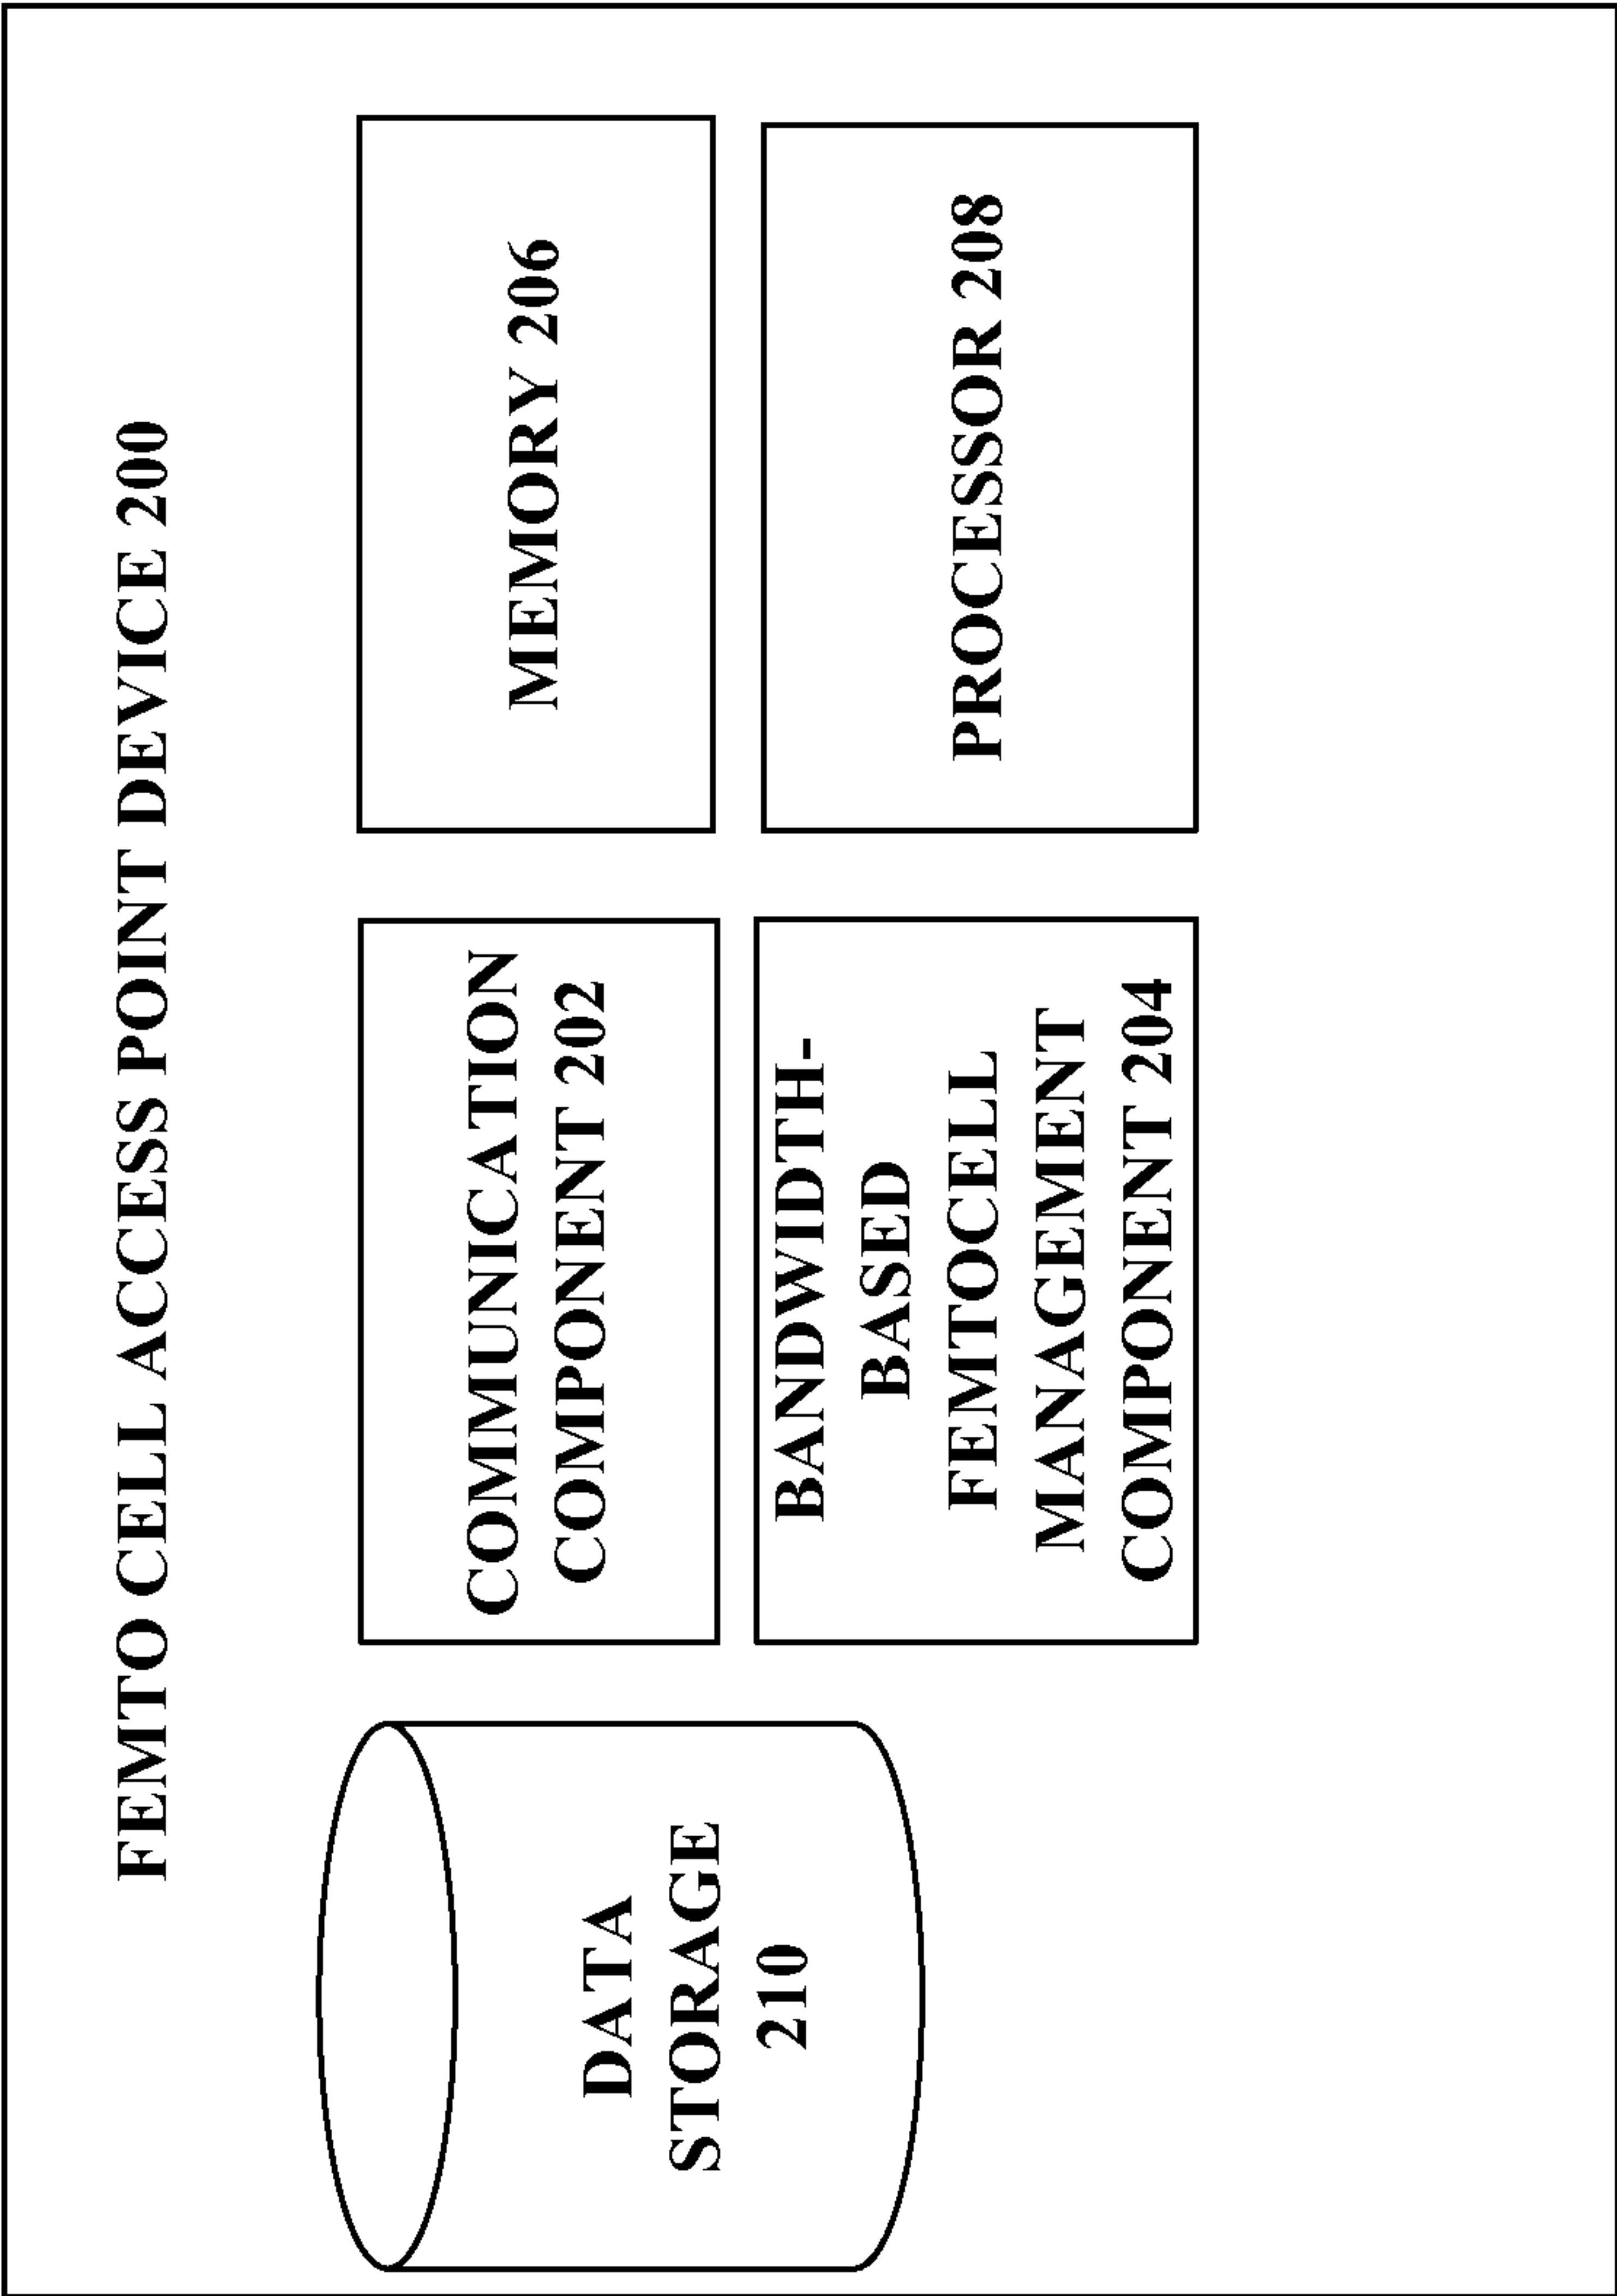 FEMTO CELL ACCESS POINT DEVICE 200
DATA
STORAGE
210
COMMUNICATION
COMPONENT 202
MEMORY 206
BANDWIDTH-
BASED
FEMTOCELL
MANAGEMENT
COMPONENT 204
PROCESSOR 208